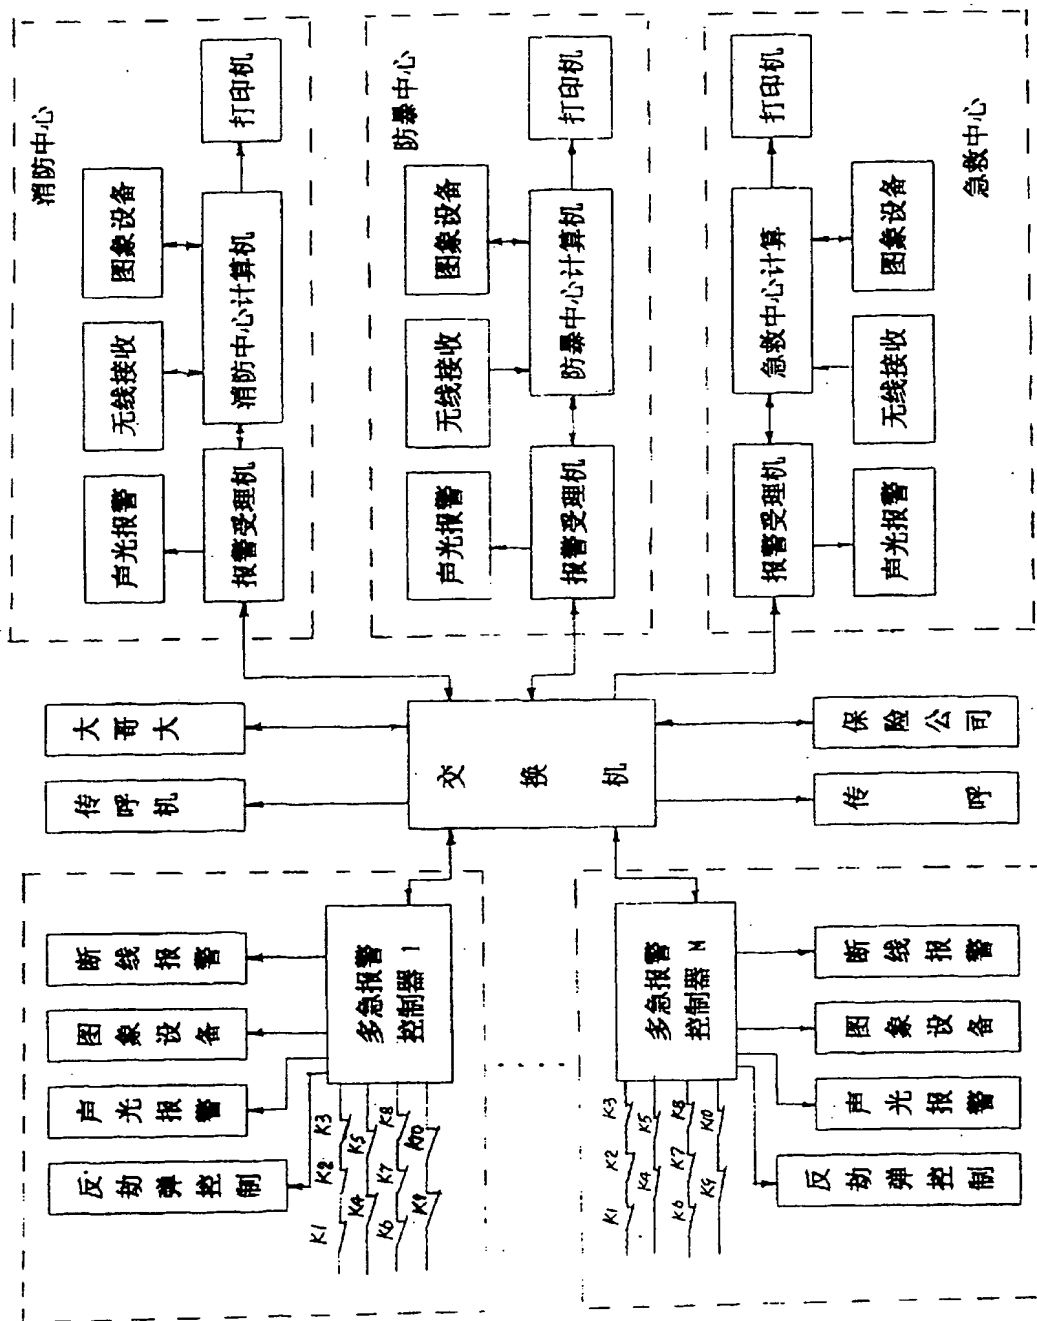 消防中心
声光报警
无线接收
图象设备
报警受理机
消防中心计算机
打印机
防暴中心
声光报警
无线接收
图象设备
报警受理机
防暴中心计算机
打印机
报警受理机
急救中心计算
打印机
声光报警
无线接收
图象设备
急救中心
传呼机
大哥大
交换机
传呼
保险公司
反劫弹控制
声光报警
图象设备
断线报警
多急报警
控制器 1
K1 K2 K3
K4 K5
K6 K7 K8
K9 K10
· · · · ·
多急报警
控制器 N
K1 K2 K3
K4 K5
K6 K7 K8
K9 K10
反劫弹控制
声光报警
图象设备
断线报警